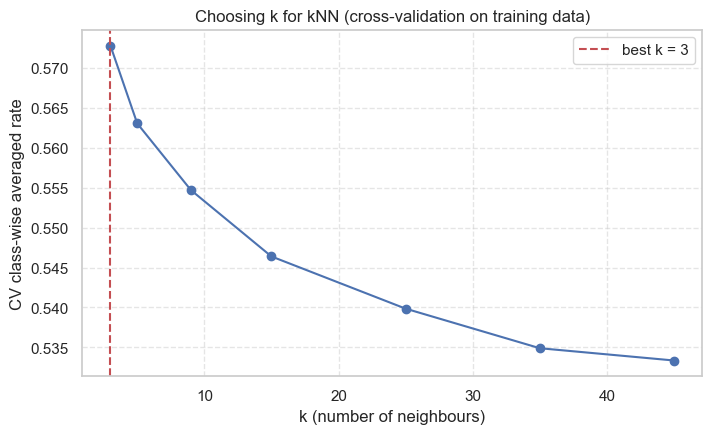 Choosing k for kNN (cross-validation on training data)
best k = 3
CV class-wise averaged rate
0.570
0.565
0.560
0.555
0.550
0.545
0.540
0.535
10 20 30 40
k (number of neighbours)